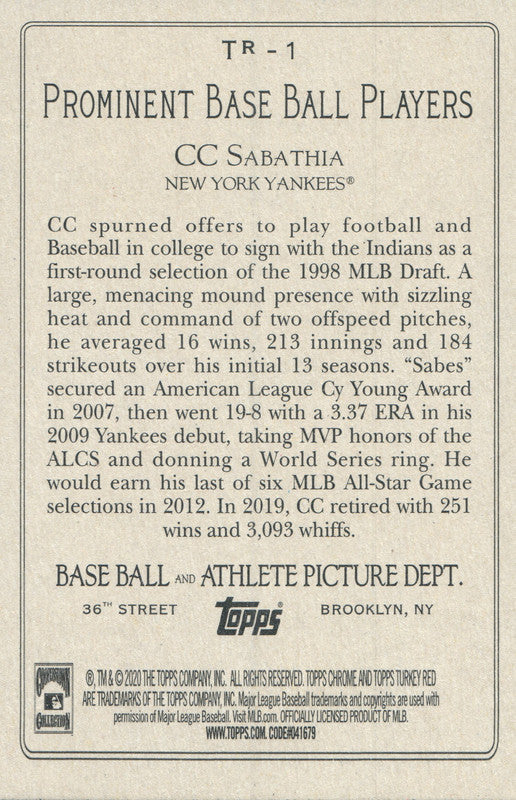 TR - 1
PROMINENT BASE BALL PLAYERS
CC SABATHIA
NEW YORK YANKEES®
CC spurned offers to play football and
Baseball in college to sign with the Indians as a
first-round selection of the 1998 MLB Draft. A
large, menacing mound presence with sizzling
heat and command of two offspeed pitches,
he averaged 16 wins, 213 innings and 184
strikeouts over his initial 13 seasons. “Sabes”
secured an American League Cy Young Award
in 2007, then went 19-8 with a 3.37 ERA in his
2009 Yankees debut, taking MVP honors of the
ALCS and donning a World Series ring. He
would earn his last of six MLB All-Star Game
selections in 2012. In 2019, CC retired with 251
wins and 3,093 whiffs.
BASE BALL AND ATHLETE PICTURE DEPT.
36TH STREET topps® BROOKLYN, NY
®, TM & © 2020 THE TOPPS COMPANY, INC. ALL RIGHTS RESERVED. TOPPS CHROME AND TOPPS TURKEY RED
ARE TRADEMARKS OF THE TOPPS COMPANY, INC. Major League Baseball trademarks and copyrights are used with
permission of Major League Baseball. Visit MLB.com. OFFICIALLY LICENSED PRODUCT OF MLB.
WWW.TOPPS.COM. CODE#041679
COOPERSTOWN
COLLECTION